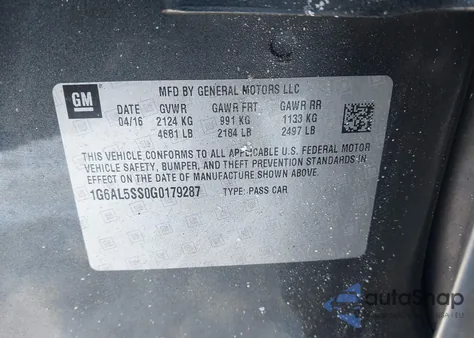 GM
MFD BY GENERAL MOTORS LLC
DATE GVWR GAWR FRT GAWR RR
04/16 2124 KG 991 KG 1133 KG
4681 LB 2184 LB 2497 LB
THIS VEHICLE CONFORMS TO ALL APPLICABLE U.S. FEDERAL MOTOR
VEHICLE SAFETY, BUMPER, AND THEFT PREVENTION STANDARDS IN
EFFECT ON THE DATE OF MANUFACTURE SHOWN ABOVE.
1G6AL5SS0G0179287 TYPE: PASS CAR
autoSnap